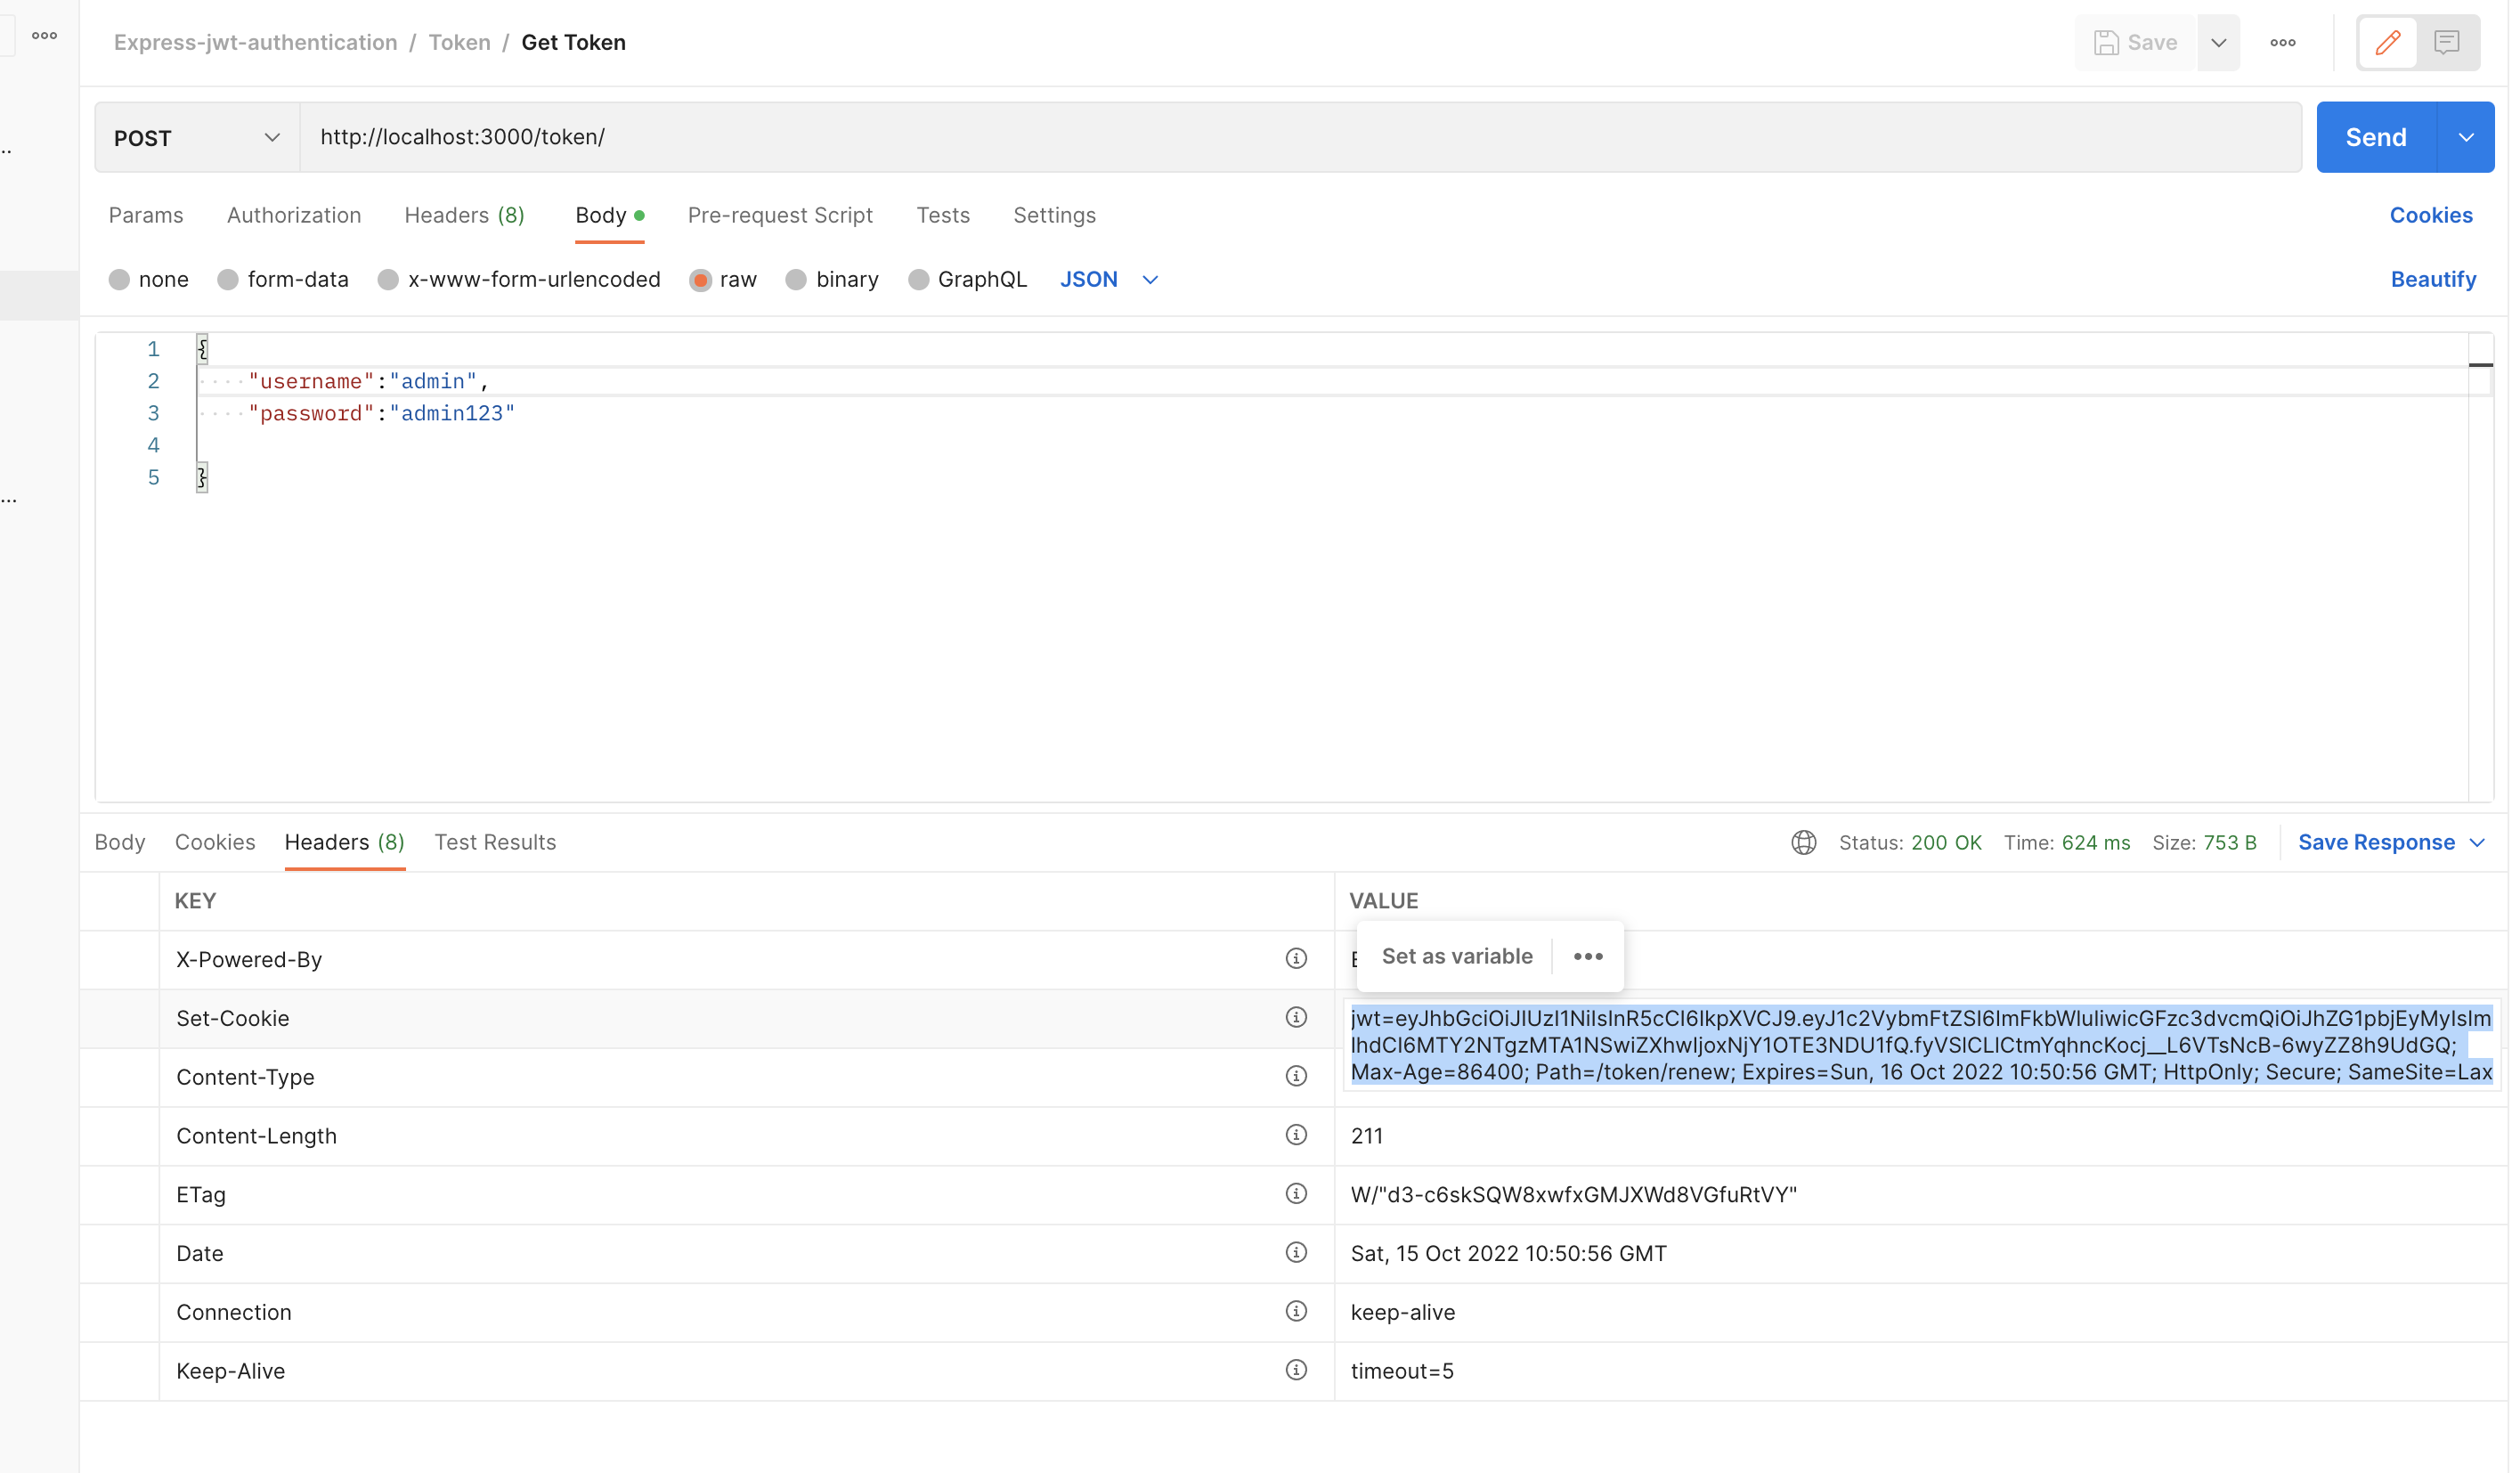 Express-jwt-authentication / Token / Get Token
Save
POST
http://localhost:3000/token/
Send
Params
Authorization
Headers (8)
Body
Pre-request Script
Tests
Settings
Cookies
none
form-data
x-www-form-urlencoded
raw
binary
GraphQL
JSON
Beautify
1 {
2 "username":"admin",
3 "password":"admin123"
4
5 }
Body
Cookies
Headers (8)
Test Results
Status: 200 OK
Time: 624 ms
Size: 753 B
Save Response
KEY
VALUE
X-Powered-By
Set as variable
Set-Cookie
jwt=eyJhbGciOiJIUzI1NiIsInR5cCI6IkpXVCJ9.eyJ1c2VybmFtZSI6ImFkbWluIiwicGFzc3dvcmQiOiJhZG1pbjEyMyIsIm
lhdCI6MTY2NTgzMTA1NSwiZXhwIjoxNjY1OTE3NDU1fQ.fyVSlCLlCtmYqhncKocj__L6VTsNcB-6wyZZ8h9UdGQ;
Max-Age=86400; Path=/token/renew; Expires=Sun, 16 Oct 2022 10:50:56 GMT; HttpOnly; Secure; SameSite=Lax
Content-Type
Content-Length
211
ETag
W/"d3-c6skSQW8xwfxGMJXWd8VGfuRtVY"
Date
Sat, 15 Oct 2022 10:50:56 GMT
Connection
keep-alive
Keep-Alive
timeout=5